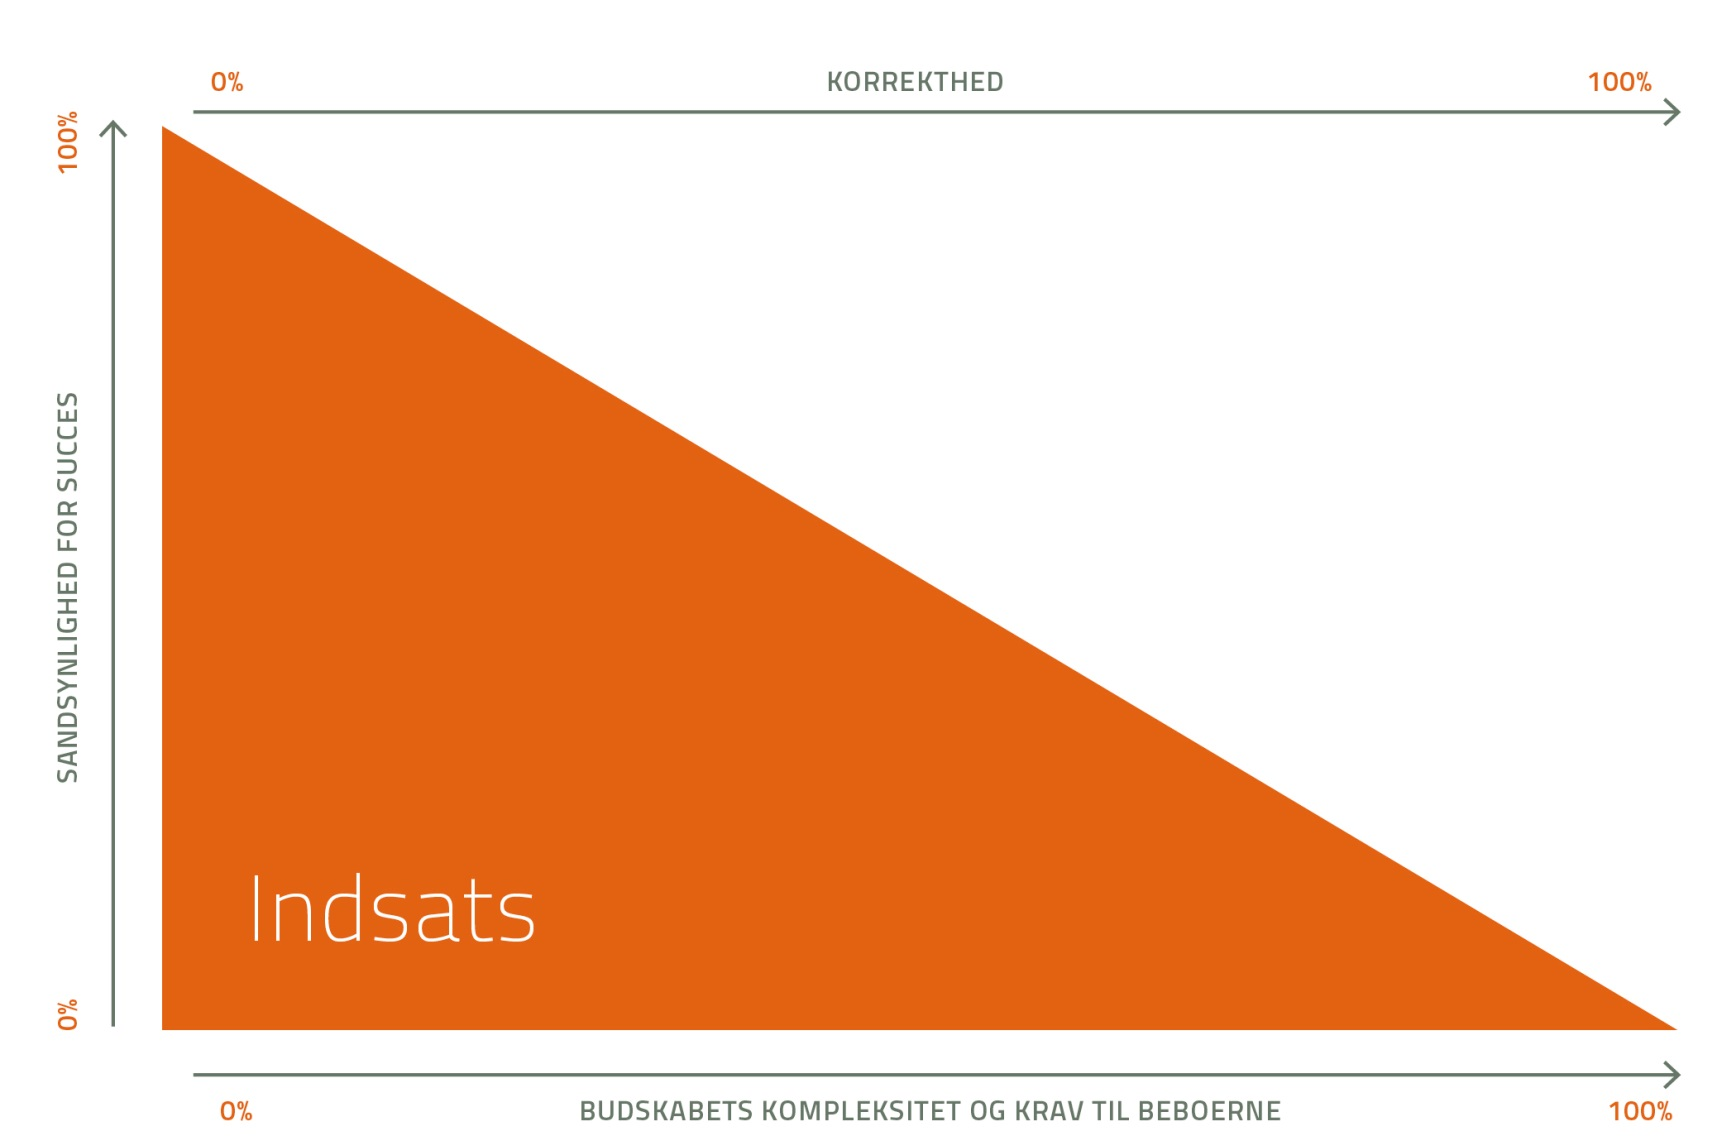 0% KORREKTHED 100%
100%
SANDSYNLIGHED FOR SUCCES
0%
Indsats
0% BUDSKABETS KOMPLEKSITET OG KRAV TIL BEBOERNE 100%